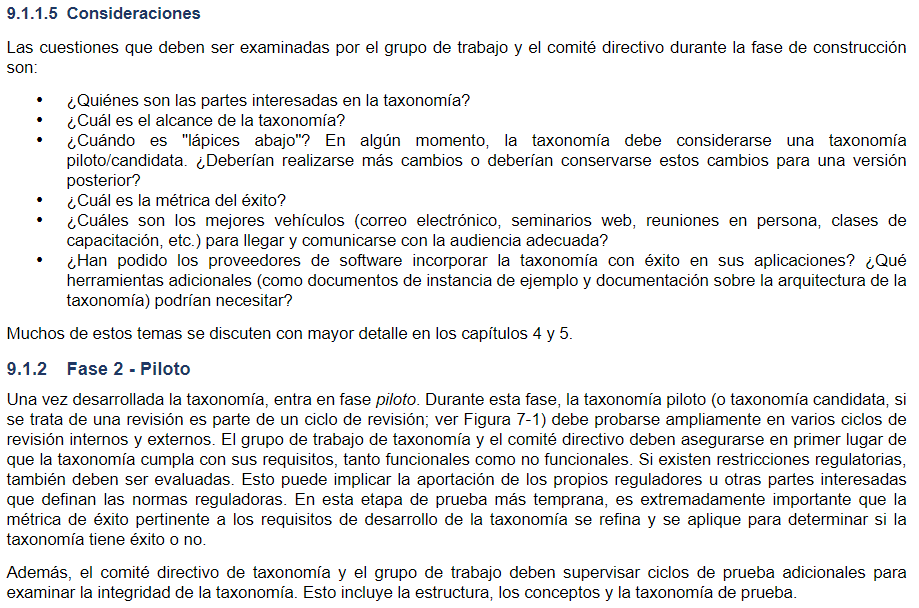 9.1.1.5 Consideraciones
Las cuestiones que deben ser examinadas por el grupo de trabajo y el comité directivo durante la fase de construcción
son:
• ¿Quiénes son las partes interesadas en la taxonomía?
• ¿Cuál es el alcance de la taxonomía?
• ¿Cuándo es "lápices abajo"? En algún momento, la taxonomía debe considerarse una taxonomía
piloto/candidata. ¿Deberían realizarse más cambios o deberían conservarse estos cambios para una versión
posterior?
• ¿Cuál es la métrica del éxito?
• ¿Cuáles son los mejores vehículos (correo electrónico, seminarios web, reuniones en persona, clases de
capacitación, etc.) para llegar y comunicarse con la audiencia adecuada?
• ¿Han podido los proveedores de software incorporar la taxonomía con éxito en sus aplicaciones? ¿Qué
herramientas adicionales (como documentos de instancia de ejemplo y documentación sobre la arquitectura de la
taxonomía) podrían necesitar?
Muchos de estos temas se discuten con mayor detalle en los capítulos 4 y 5.
9.1.2 Fase 2 - Piloto
Una vez desarrollada la taxonomía, entra en fase piloto. Durante esta fase, la taxonomía piloto (o taxonomía candidata, si
se trata de una revisión es parte de un ciclo de revisión; ver Figura 7-1) debe probarse ampliamente en varios ciclos de
revisión internos y externos. El grupo de trabajo de taxonomía y el comité directivo deben asegurarse en primer lugar de
que la taxonomía cumpla con sus requisitos, tanto funcionales como no funcionales. Si existen restricciones regulatorias,
también deben ser evaluadas. Esto puede implicar la aportación de los propios reguladores u otras partes interesadas
que definan las normas reguladoras. En esta etapa de prueba más temprana, es extremadamente importante que la
métrica de éxito pertinente a los requisitos de desarrollo de la taxonomía se refina y se aplique para determinar si la
taxonomía tiene éxito o no.
Además, el comité directivo de taxonomía y el grupo de trabajo deben supervisar ciclos de prueba adicionales para
examinar la integridad de la taxonomía. Esto incluye la estructura, los conceptos y la taxonomía de prueba.